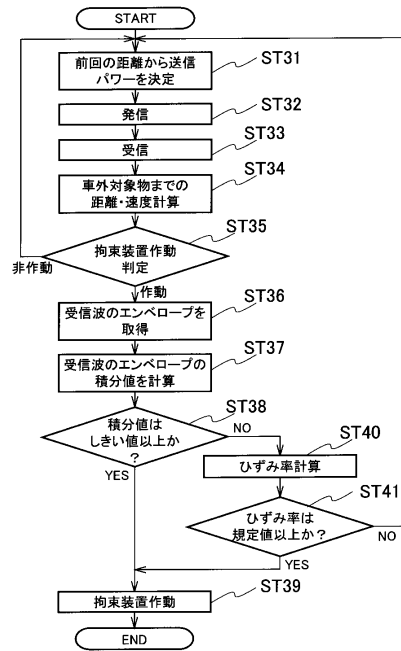 START
前回の距離から送信
パワーを決定
ST31
発信
ST32
受信
ST33
車外対象物までの
距離・速度計算
ST34
拘束装置作動
判定
ST35
非作動
作動
受信波のエンベロープを
取得
ST36
受信波のエンベロープの
積分値を計算
ST37
積分値は
しきい値以上か
?
ST38
NO
YES
ひずみ率計算
ST40
ひずみ率は
規定値以上か?
ST41
NO
YES
拘束装置作動
ST39
END